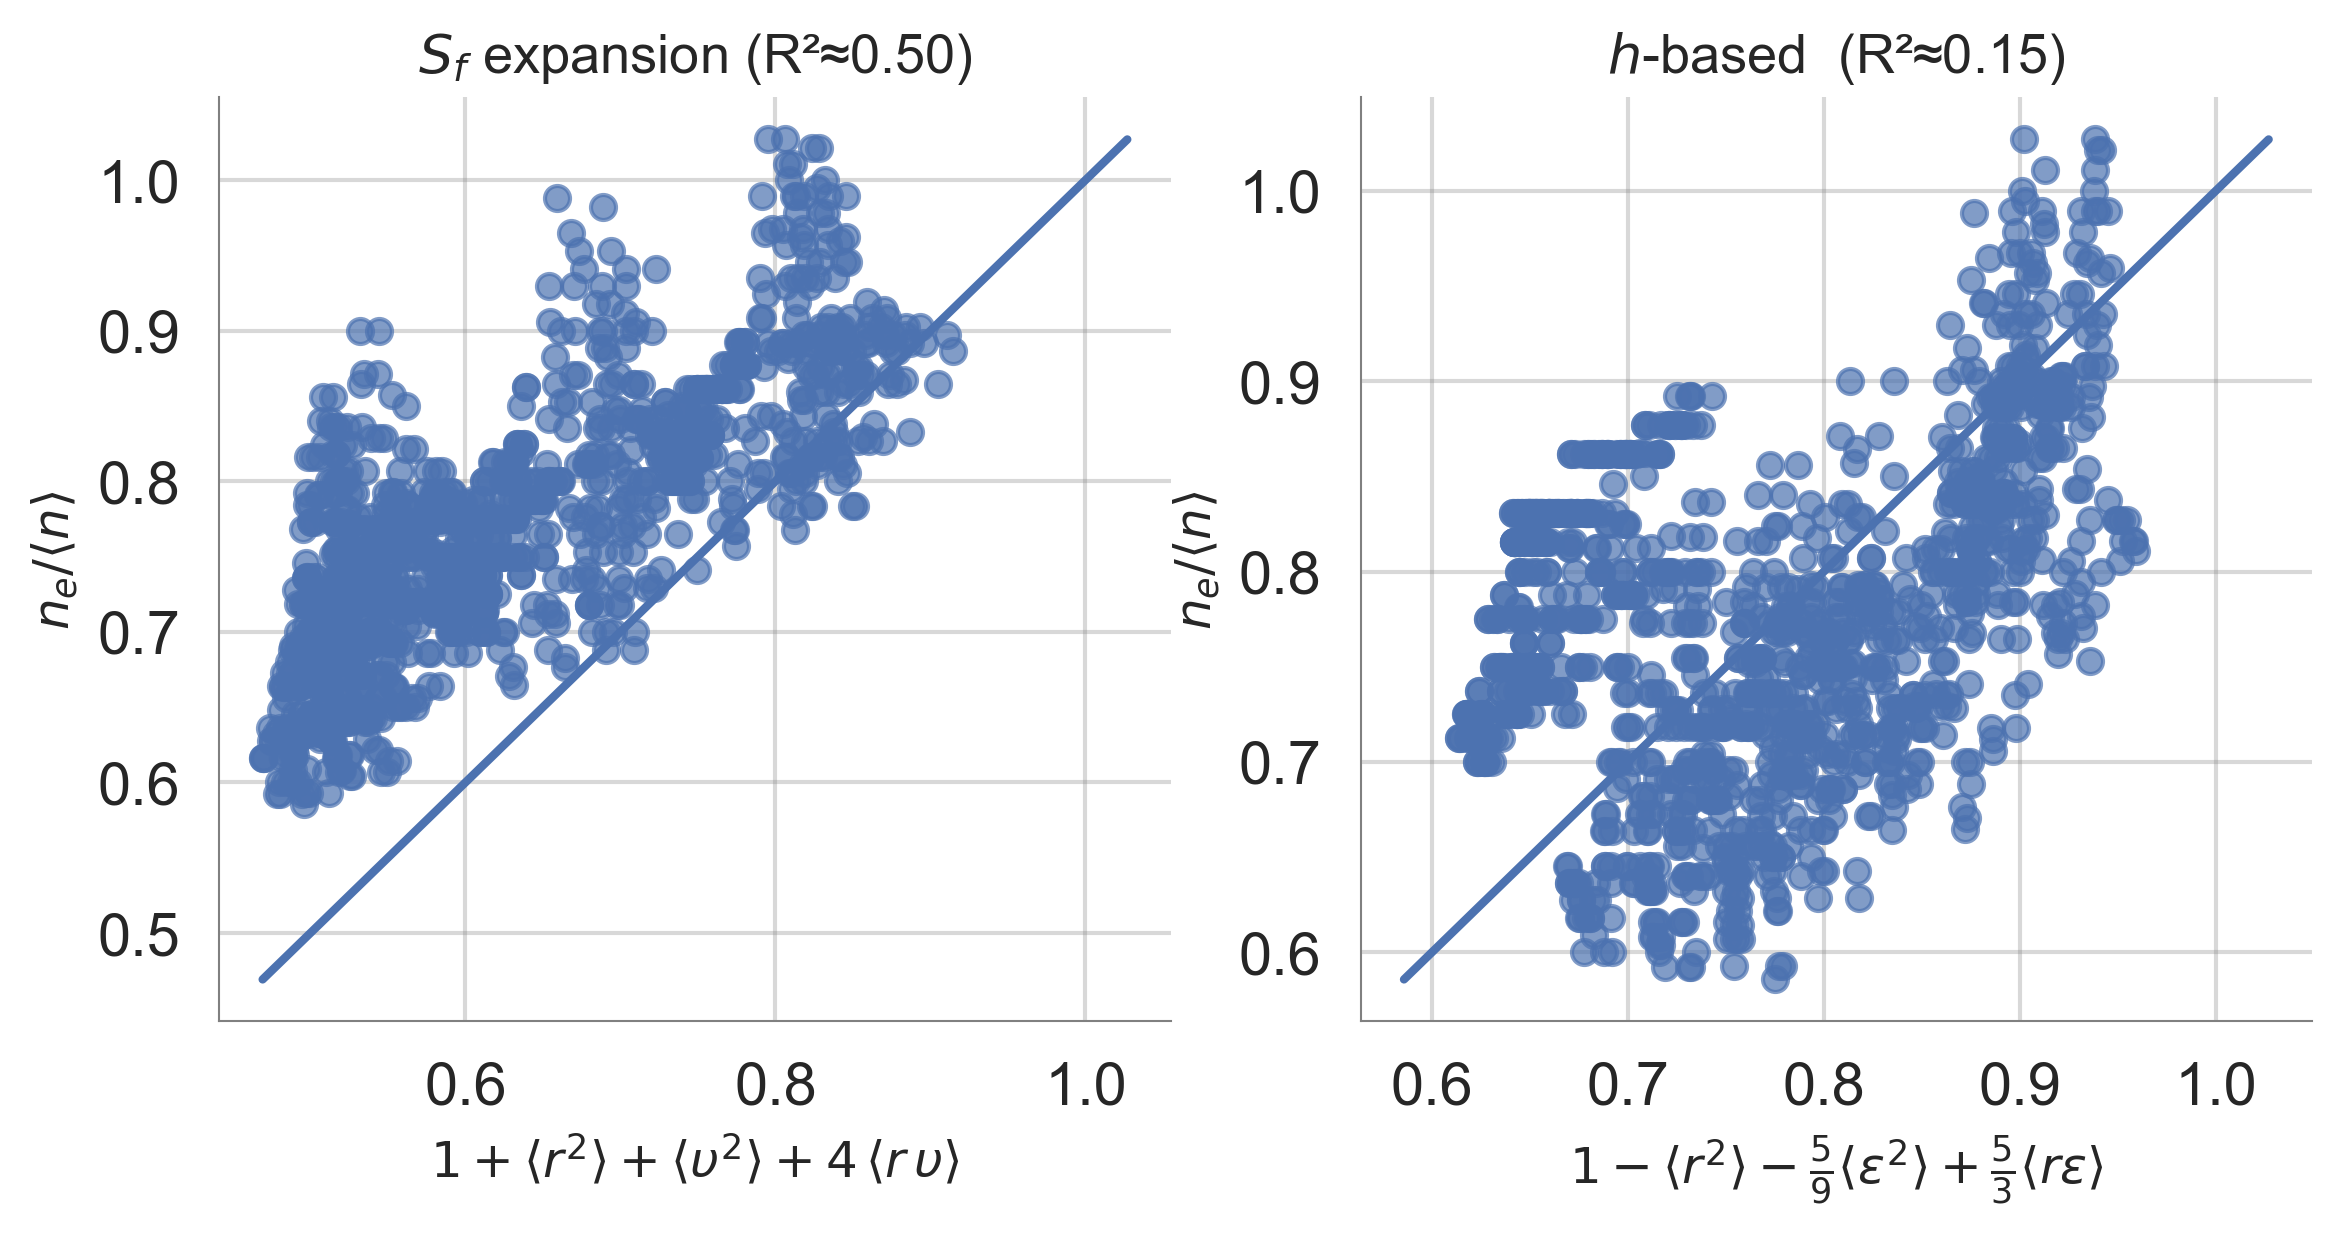 S_f expansion (R²≈0.50)
n_e/⟨n⟩
1.0
0.9
0.8
0.7
0.6
0.5
0.6 0.8 1.0
1 + ⟨r²⟩ + ⟨υ²⟩ + 4 ⟨r υ⟩
h-based (R²≈0.15)
n_e/⟨n⟩
1.0
0.9
0.8
0.7
0.6
0.6 0.7 0.8 0.9 1.0
1 − ⟨r²⟩ − 5/9⟨ε²⟩ + 5/3⟨rε⟩